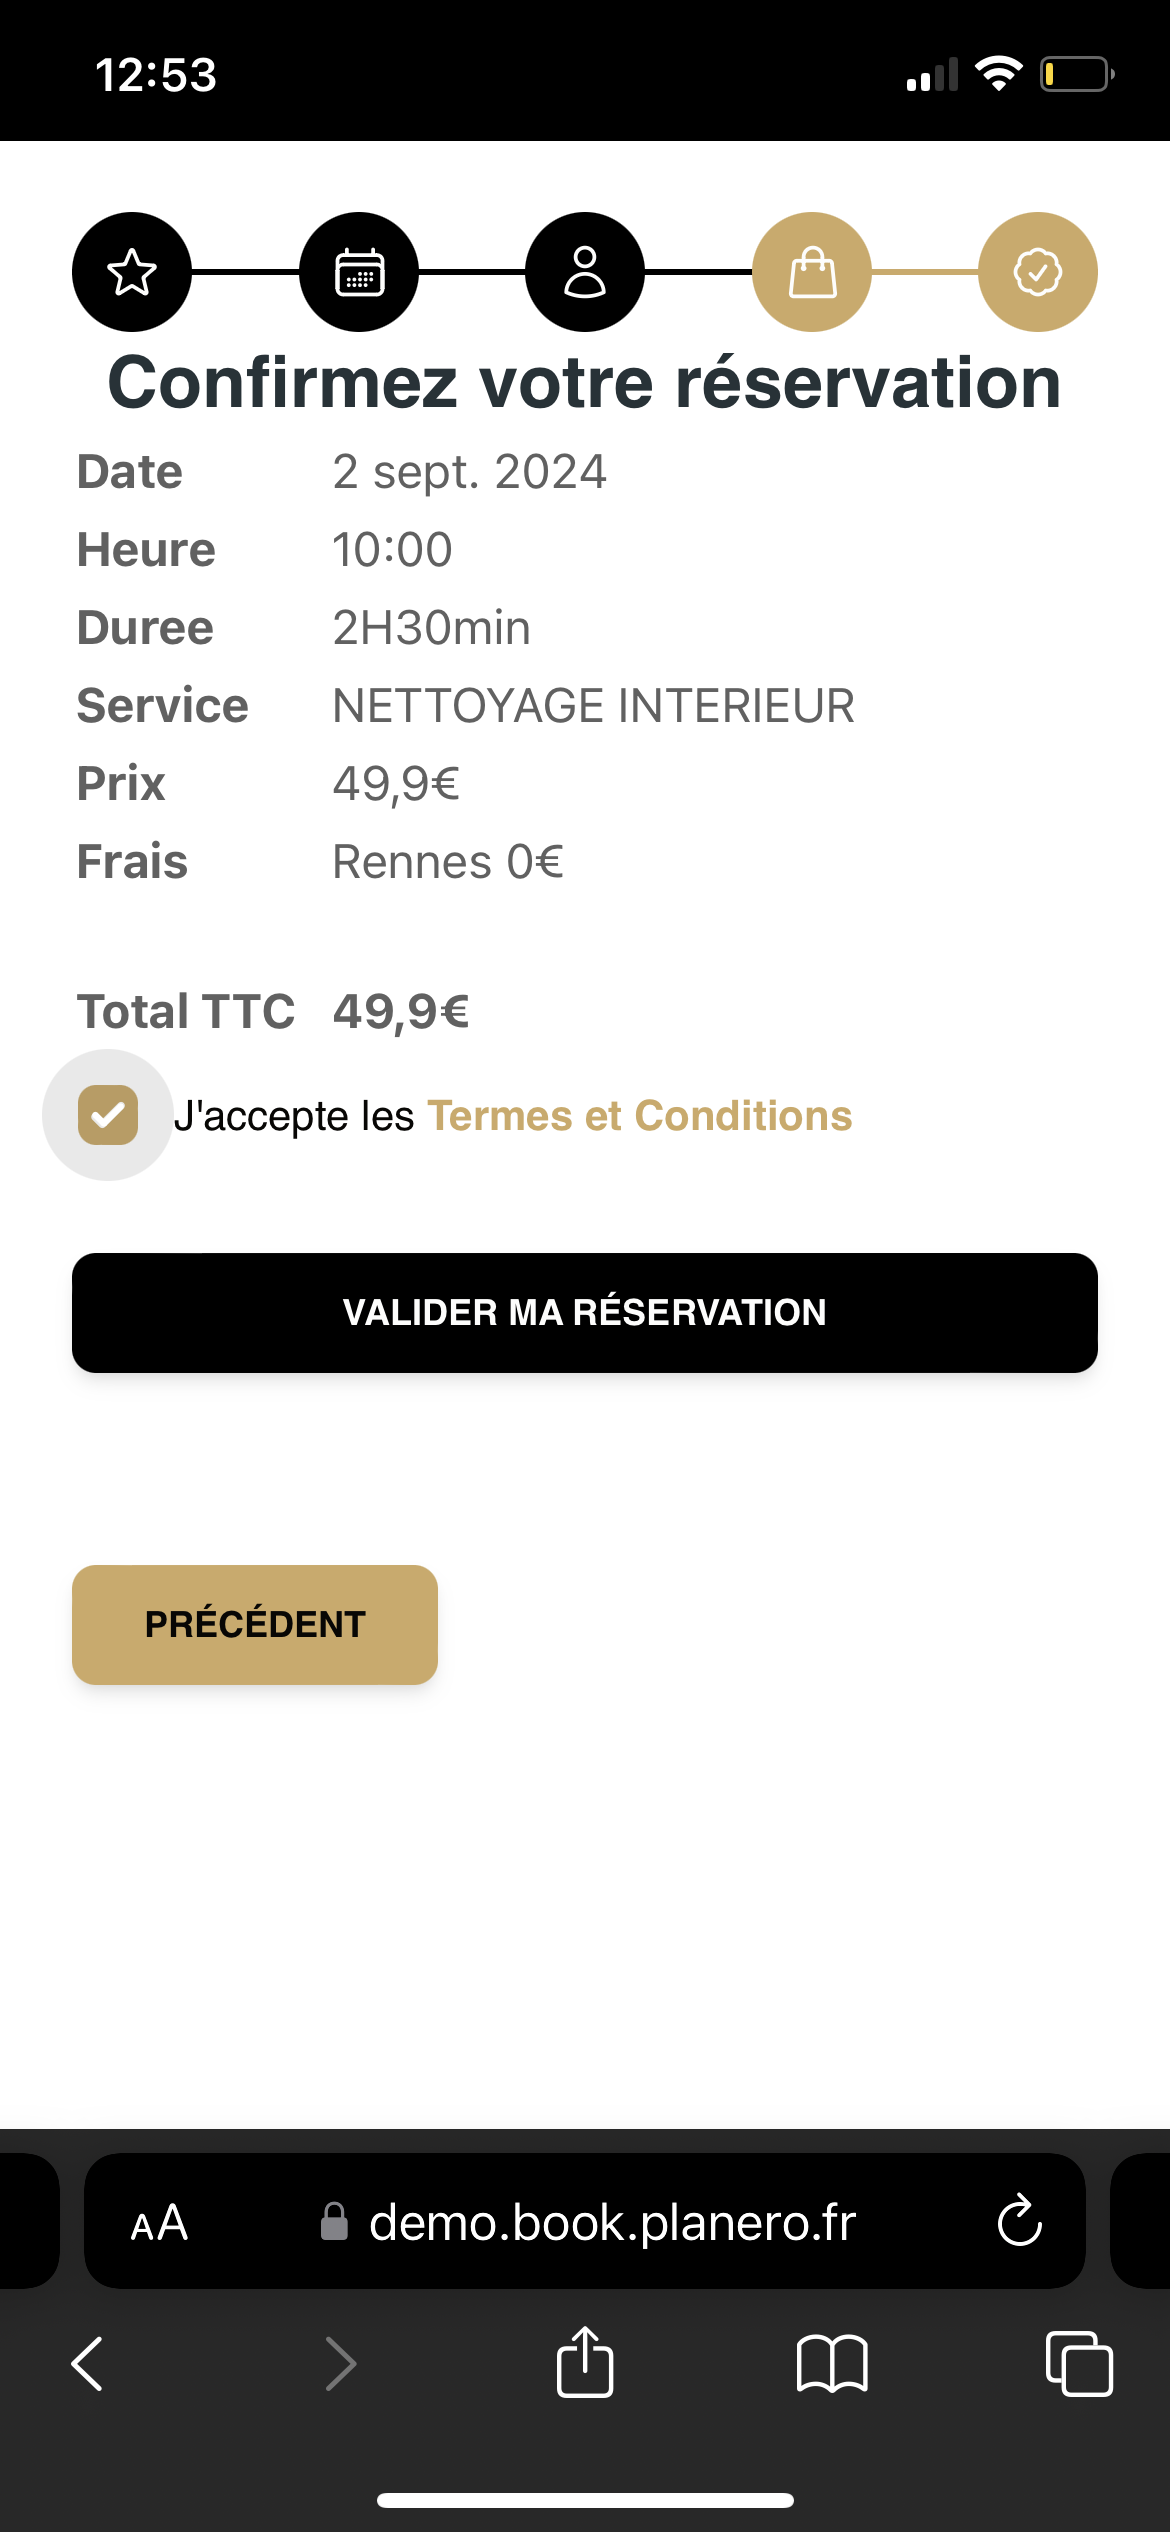 12:53
Confirmez votre réservation
Date 2 sept. 2024
Heure 10:00
Duree 2H30min
Service NETTOYAGE INTERIEUR
Prix 49,9€
Frais Rennes 0€
Total TTC 49,9€
J'accepte les Termes et Conditions
VALIDER MA RÉSERVATION
PRÉCÉDENT
AA demo.book.planero.fr